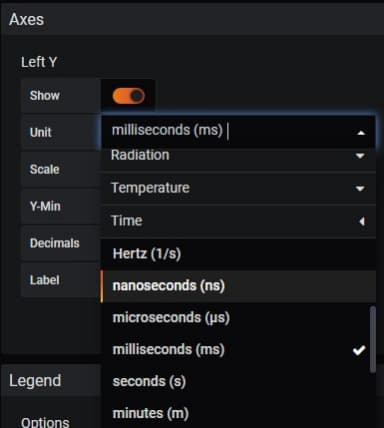 Axes
Left Y
Show
Unit
milliseconds (ms)
Radiation
Scale
Temperature
Y-Min
Time
Decimals
Hertz (1/s)
Label
nanoseconds (ns)
microseconds (µs)
milliseconds (ms)
Legend
seconds (s)
minutes (m)
Options